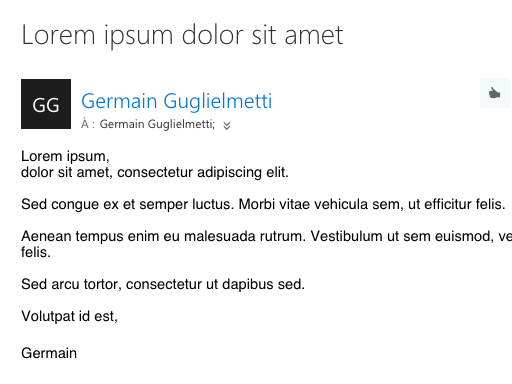 Lorem ipsum dolor sit amet
GG
Germain Guglielmetti
À : Germain Guglielmetti;
Lorem ipsum,
dolor sit amet, consectetur adipiscing elit.
Sed congue ex et semper luctus. Morbi vitae vehicula sem, ut efficitur felis.
Aenean tempus enim eu malesuada rutrum. Vestibulum ut sem euismod,
felis.
Sed arcu tortor, consectetur ut dapibus sed.
Volutpat id est,
Germain